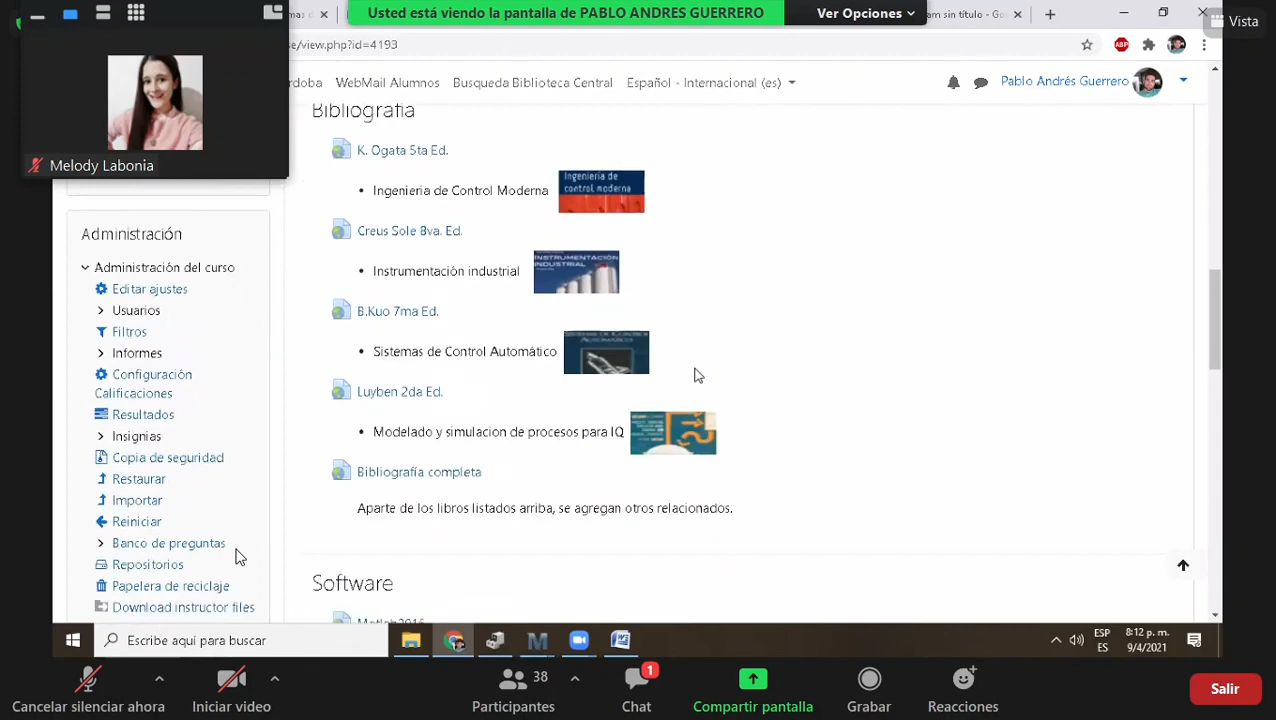 Usted está viendo la pantalla de PABLO ANDRES GUERRERO
Ver Opciones
Vista
se/view.php?id=4193
ABP
Melody Labonia
WebMail Alumnos
Busqueda Biblioteca Central
Español - Internacional (es)
Pablo Andrés Guerrero
Bibliografía
K. Ogata 5ta Ed.
• Ingenieria de Control Moderna
Ingeniería de
control moderna
Creus Sole 8va. Ed.
• Instrumentación industrial
INSTRUMENTACIÓN
INDUSTRIAL
B.Kuo 7ma Ed.
• Sistemas de Control Automático
Luyben 2da Ed.
• Modelado y simulacion de procesos para IQ
Bibliografía completa
Aparte de los libros listados arriba, se agregan otros relacionados.
Software
Administración
Administración del curso
Editar ajustes
Usuarios
Filtros
Informes
Configuración
Calificaciones
Resultados
Insignias
Copia de seguridad
Restaurar
Importar
Reiniciar
Banco de preguntas
Repositorios
Papelera de reciclaje
Download instructor files
Escribe aquí para buscar
ESP
ES
8:12 p. m.
9/4/2021
Cancelar silenciar ahora
Iniciar video
38
Participantes
1
Chat
Compartir pantalla
Grabar
Reacciones
Salir